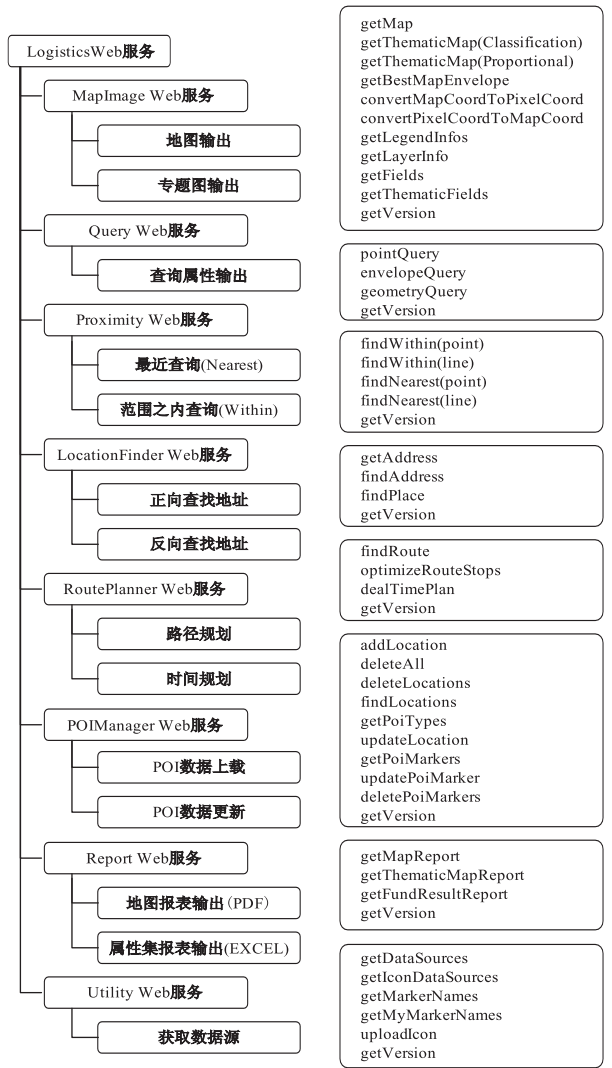 LogisticsWeb服务
MapImage Web服务
地图输出
专题图输出
Query Web服务
查询属性输出
Proximity Web服务
最近查询(Nearest)
范围之内查询(Within)
LocationFinder Web服务
正向查找地址
反向查找地址
RoutePlanner Web服务
路径规划
时间规划
POIManager Web服务
POI数据上载
POI数据更新
Report Web服务
地图报表输出(PDF)
属性集报表输出(EXCEL)
Utility Web服务
获取数据源
getMap
getThematicMap(Classification)
getThematicMap(Proportional)
getBestMapEnvelope
convertMapCoordToPixelCoord
convertPixelCoordToMapCoord
getLegendInfos
getLayerInfo
getFields
getThematicFields
getVersion
pointQuery
envelopeQuery
geometryQuery
getVersion
findWithin(point)
findWithin(line)
findNearest(point)
findNearest(line)
getVersion
getAddress
findAddress
findPlace
getVersion
findRoute
optimizeRouteStops
dealTimePlan
getVersion
addLocation
deleteAll
deleteLocations
findLocations
getPoiTypes
updateLocation
getPoiMarkers
updatePoiMarker
deletePoiMarkers
getVersion
getMapReport
getThematicMapReport
getFundResultReport
getVersion
getDataSources
getIconDataSources
getMarkerNames
getMyMarkerNames
uploadIcon
getVersion